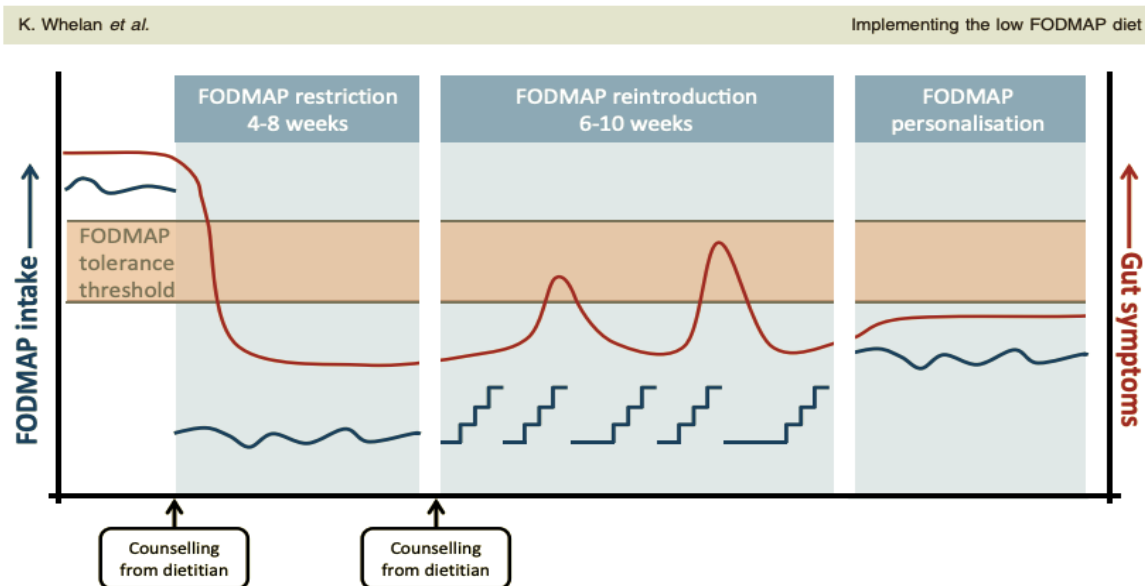 K. Whelan et al.
Implementing the low FODMAP diet
FODMAP restriction
4-8 weeks
FODMAP reintroduction
6-10 weeks
FODMAP
personalisation
FODMAP intake
FODMAP
tolerance
threshold
Gut symptoms
Counselling
from dietitian
Counselling
from dietitian